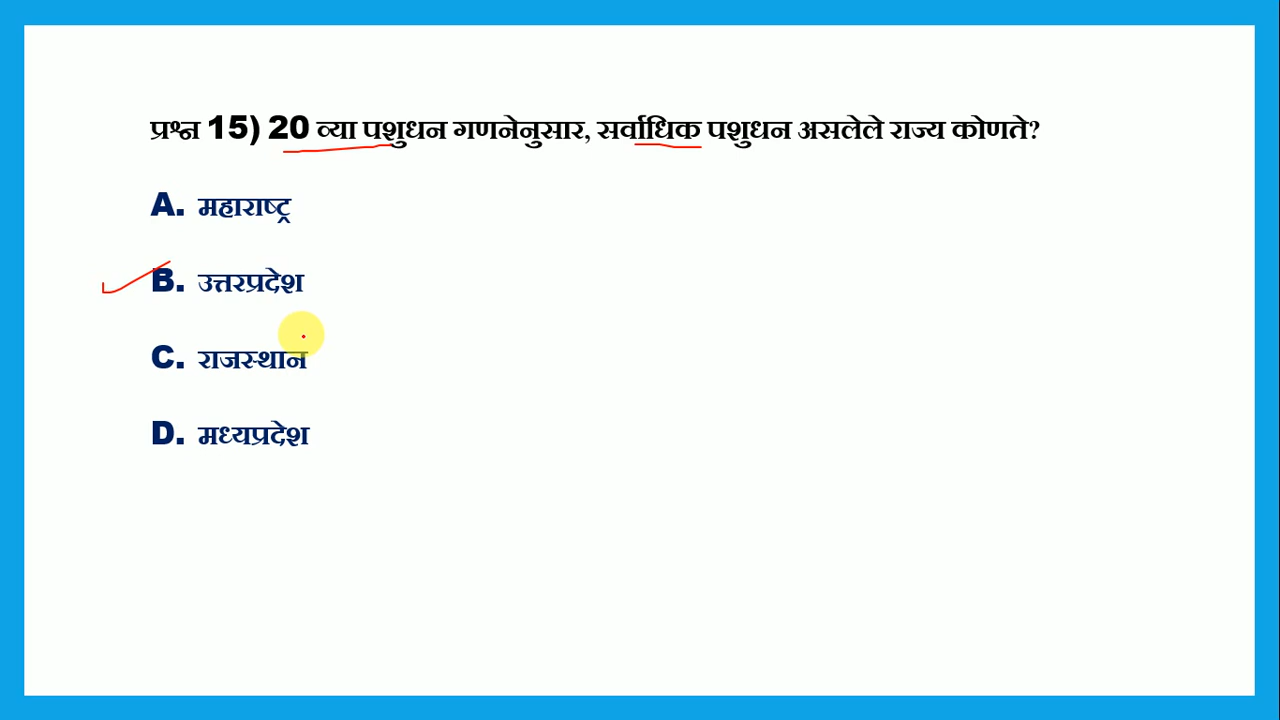 प्रश्न 15) 20 व्या पशुधन गणनेनुसार, सर्वाधिक पशुधन असलेले राज्य कोणते?
A. महाराष्ट्र
B. उत्तरप्रदेश
C. राजस्थान
D. मध्यप्रदेश